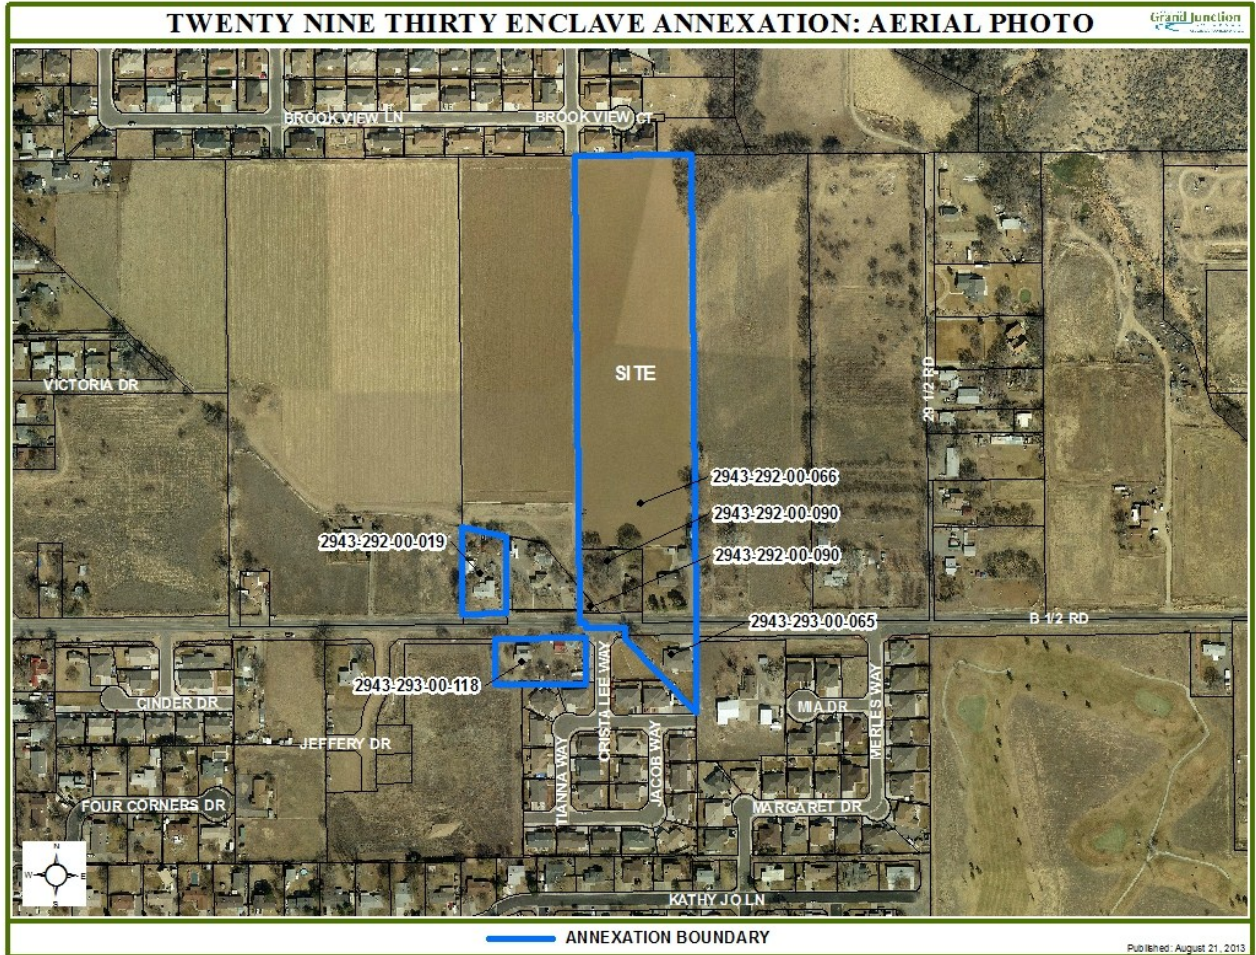 TWENTY NINE THIRTY ENCLAVE ANNEXATION: AERIAL PHOTO
Grand Junction
BROOK VIEW LN
BROOK VIEW CT
29 1/2 RD
SITE
VICTORIA DR
2943-292-00-066
2943-292-00-090
2943-292-00-019
2943-292-00-090
2943-293-00-065
B 1/2 RD
2943-293-00-118
CRISTA LEE WAY
CINDER DR
MIA DR
MERLES WAY
JEFFERY DR
TIANNA WAY
JACOB WAY
FOUR CORNERS DR
MARGARET DR
N
W E
S
KATHY JO LN
ANNEXATION BOUNDARY
Published: August 21, 2013